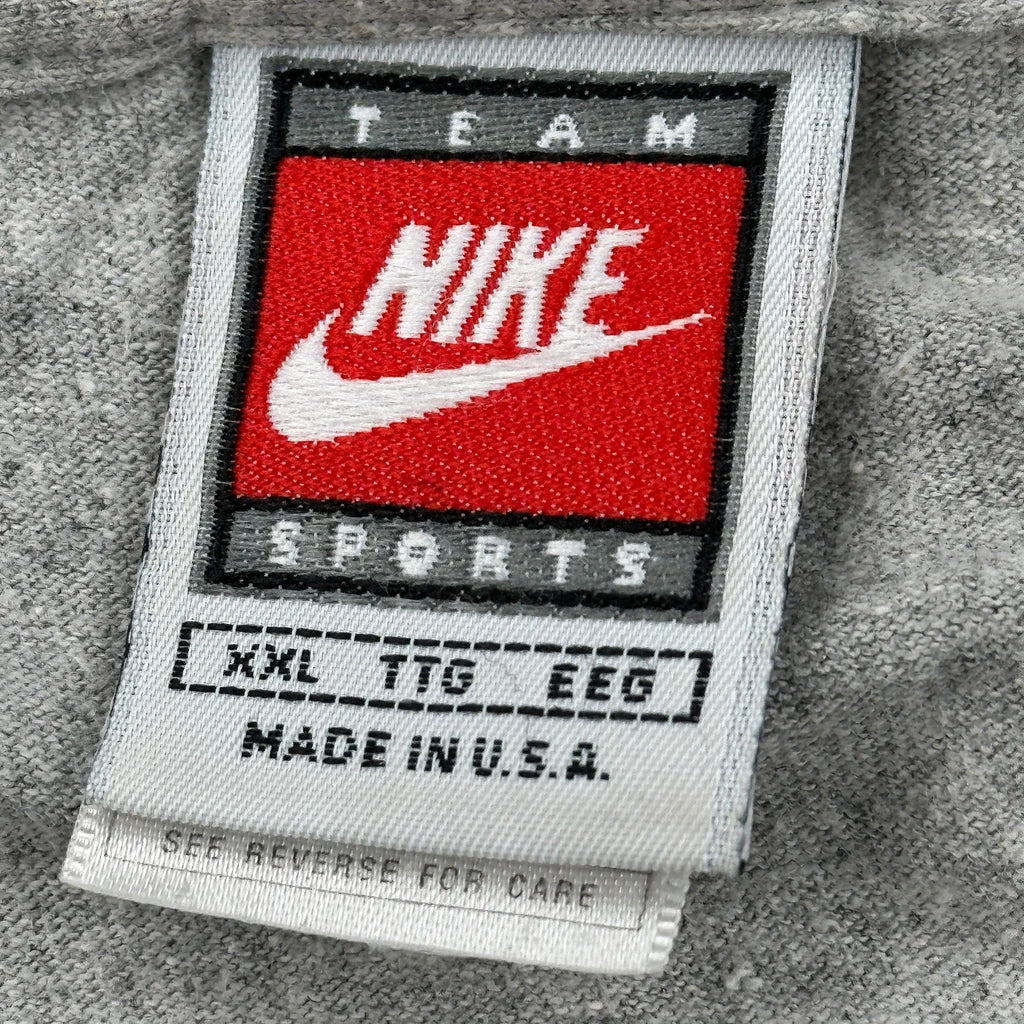 TEAM
NIKE
SPORTS
XXL TTG EEG
MADE IN U.S.A.
SEE REVERSE FOR CARE